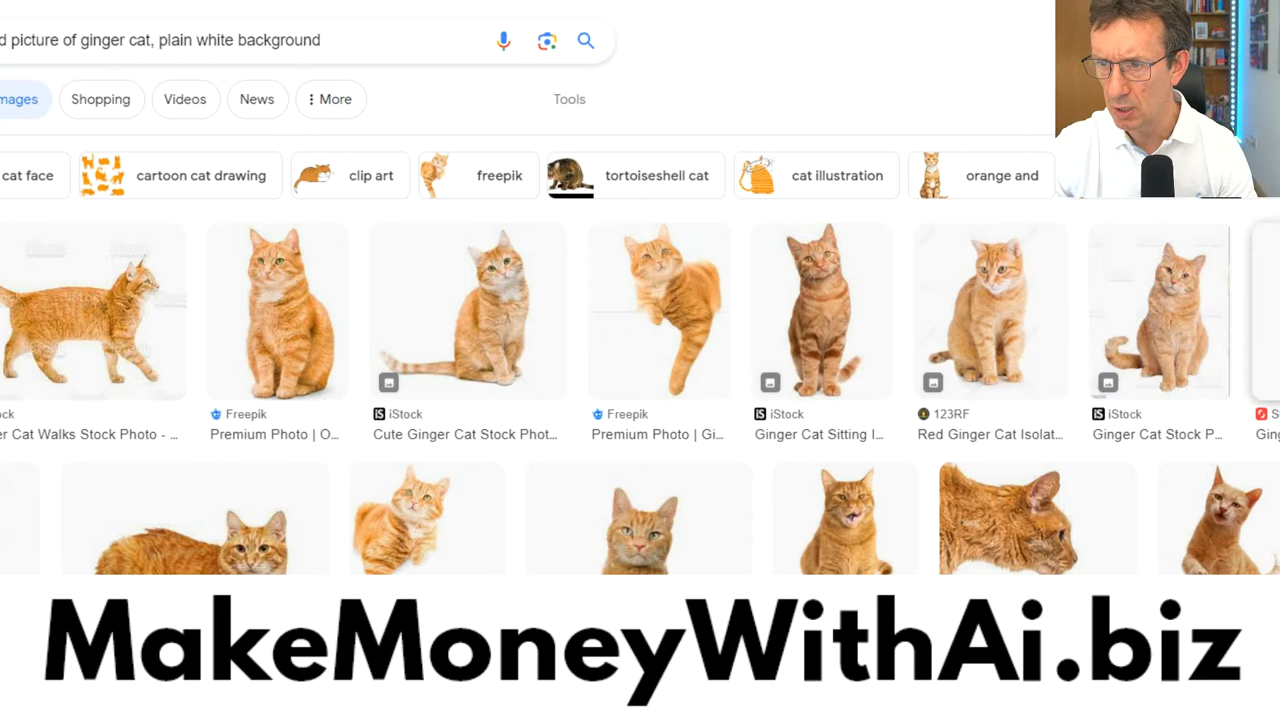 d picture of ginger cat, plain white background
mages Shopping Videos News More Tools
cat face cartoon cat drawing clip art freepik tortoiseshell cat cat illustration orange and
ock Freepik iStock Freepik iStock 123RF iStock S
er Cat Walks Stock Photo - ... Premium Photo | O... Cute Ginger Cat Stock Phot... Premium Photo | Gi... Ginger Cat Sitting I... Red Ginger Cat Isolat... Ginger Cat Stock P... Ging
MakeMoneyWithAi.biz